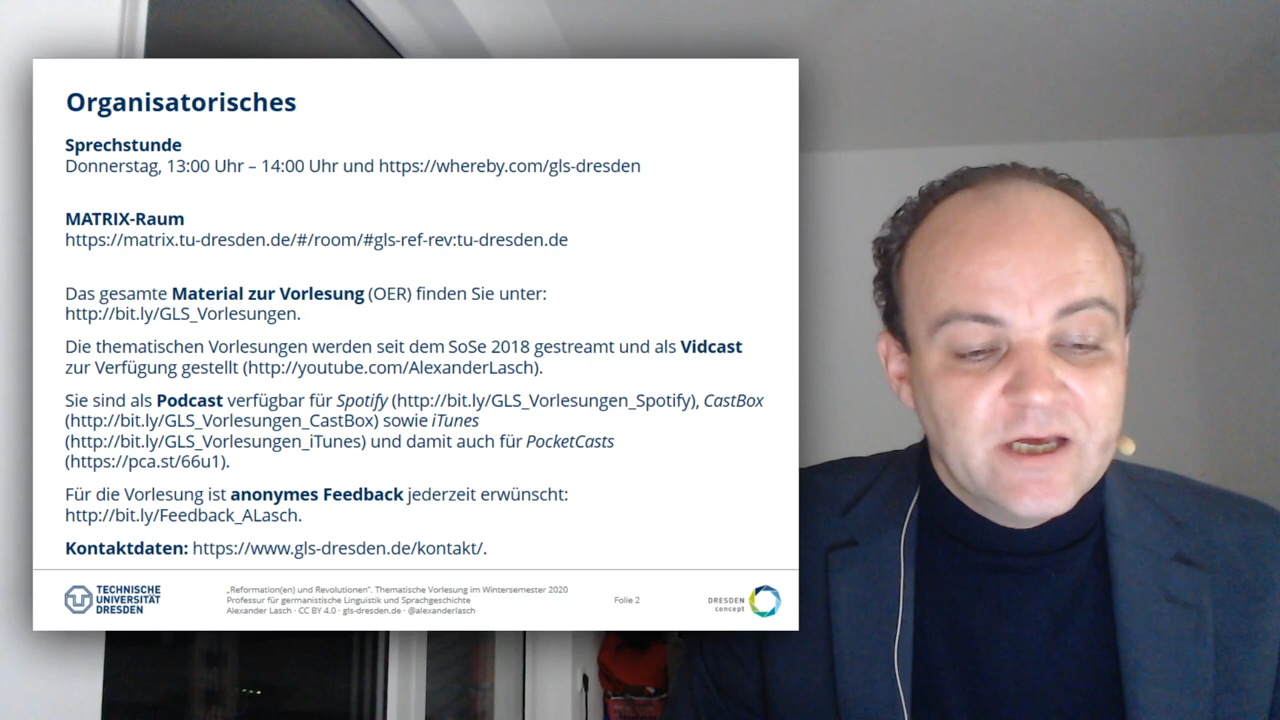 Organisatorisches
Sprechstunde
Donnerstag, 13:00 Uhr – 14:00 Uhr und https://whereby.com/gls-dresden
MATRIX-Raum
https://matrix.tu-dresden.de/#/room/#gls-ref-rev:tu-dresden.de
Das gesamte Material zur Vorlesung (OER) finden Sie unter:
http://bit.ly/GLS_Vorlesungen.
Die thematischen Vorlesungen werden seit dem SoSe 2018 gestreamt und als Vidcast
zur Verfügung gestellt (http://youtube.com/AlexanderLasch).
Sie sind als Podcast verfügbar für Spotify (http://bit.ly/GLS_Vorlesungen_Spotify), CastBox
(http://bit.ly/GLS_Vorlesungen_CastBox) sowie iTunes
(http://bit.ly/GLS_Vorlesungen_iTunes) und damit auch für PocketCasts
(https://pca.st/66u1).
Für die Vorlesung ist anonymes Feedback jederzeit erwünscht:
http://bit.ly/Feedback_ALasch.
Kontaktdaten: https://www.gls-dresden.de/kontakt/.
TECHNISCHE
UNIVERSITÄT
DRESDEN
„Reformation(en) und Revolutionen“. Thematische Vorlesung im Wintersemester 2020
Professur für germanistische Linguistik und Sprachgeschichte
Alexander Lasch · CC BY 4.0 · gls-dresden.de · @alexanderlasch
Folie 2
DRESDEN
concept